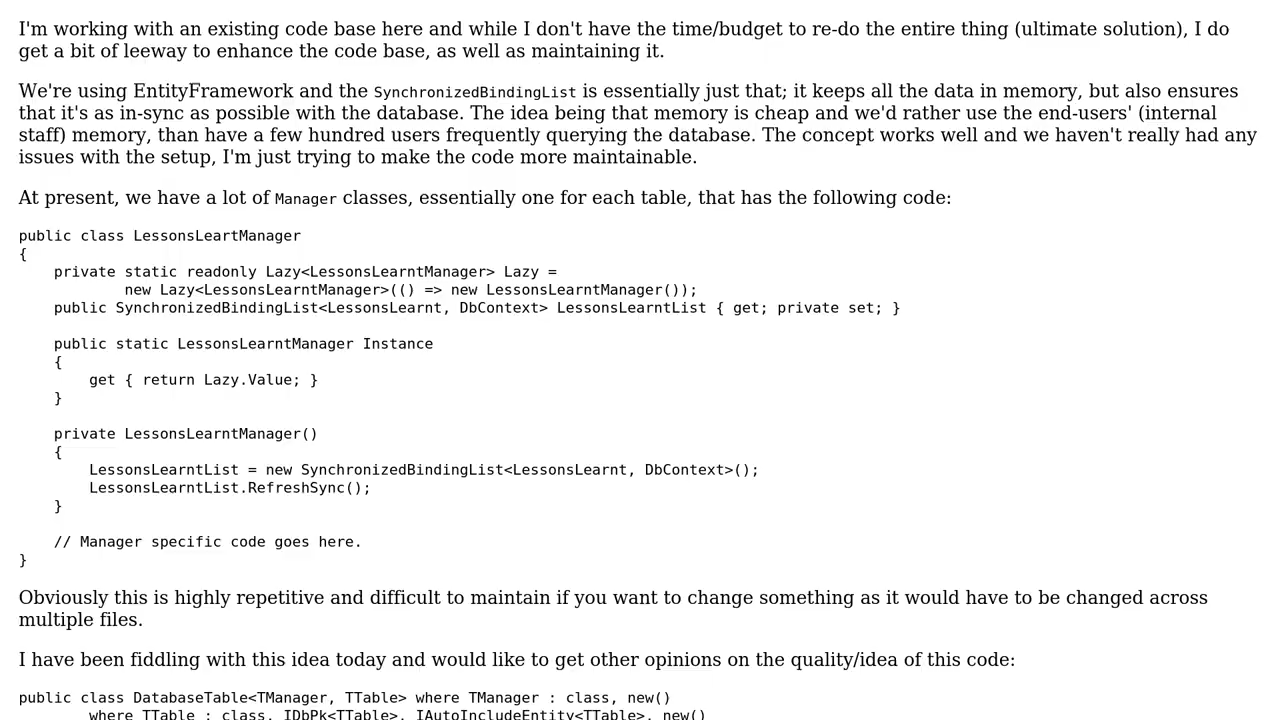 I'm working with an existing code base here and while I don't have the time/budget to re-do the entire thing (ultimate solution), I do
get a bit of leeway to enhance the code base, as well as maintaining it.
We're using EntityFramework and the SynchronizedBindingList is essentially just that; it keeps all the data in memory, but also ensures
that it's as in-sync as possible with the database. The idea being that memory is cheap and we'd rather use the end-users' (internal
staff) memory, than have a few hundred users frequently querying the database. The concept works well and we haven't really had any
issues with the setup, I'm just trying to make the code more maintainable.
At present, we have a lot of Manager classes, essentially one for each table, that has the following code:
public class LessonsLeartManager
{
    private static readonly Lazy<LessonsLearntManager> Lazy =
            new Lazy<LessonsLearntManager>(() => new LessonsLearntManager());
    public SynchronizedBindingList<LessonsLearnt, DbContext> LessonsLearntList { get; private set; }
    public static LessonsLearntManager Instance
    {
        get { return Lazy.Value; }
    }
    private LessonsLearntManager()
    {
        LessonsLearntList = new SynchronizedBindingList<LessonsLearnt, DbContext>();
        LessonsLearntList.RefreshSync();
    }
    // Manager specific code goes here.
}
Obviously this is highly repetitive and difficult to maintain if you want to change something as it would have to be changed across
multiple files.
I have been fiddling with this idea today and would like to get other opinions on the quality/idea of this code:
public class DatabaseTable<TManager, TTable> where TManager : class, new()
        where TTable : class, IDbPk<TTable>, IAutoIncludeEntity<TTable>, new()